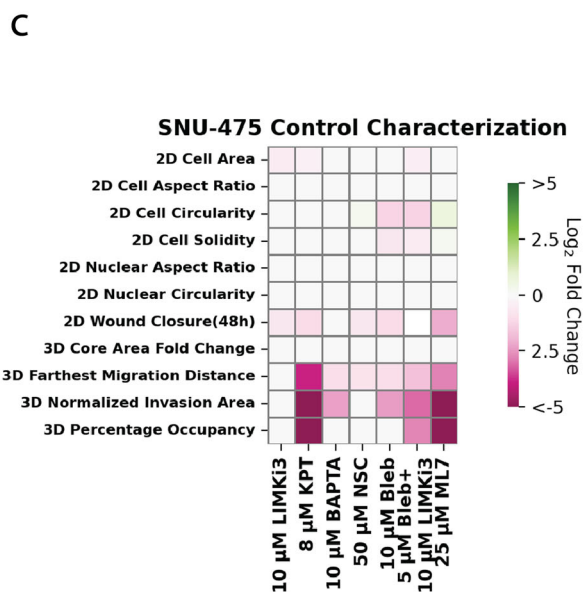 C
SNU-475 Control Characterization
2D Cell Area
2D Cell Aspect Ratio
2D Cell Circularity
2D Cell Solidity
2D Nuclear Aspect Ratio
2D Nuclear Circularity
2D Wound Closure(48h)
3D Core Area Fold Change
3D Farthest Migration Distance
3D Normalized Invasion Area
3D Percentage Occupancy
10 μM LIMKi3
8 μM KPT
10 μM BAPTA
50 μM NSC
10 μM Bleb
5 μM Bleb+
10 μM LIMKi3
25 μM ML7
>5
2.5
0
2.5
<-5
Log₂ Fold Change